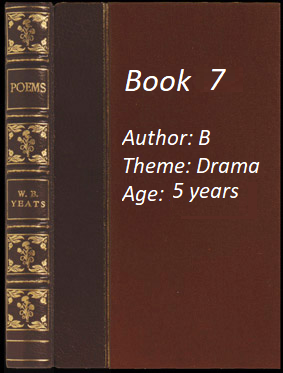 POEMS
W. B.
YEATS
Book 7
Author: B
Theme: Drama
Age: 5 years